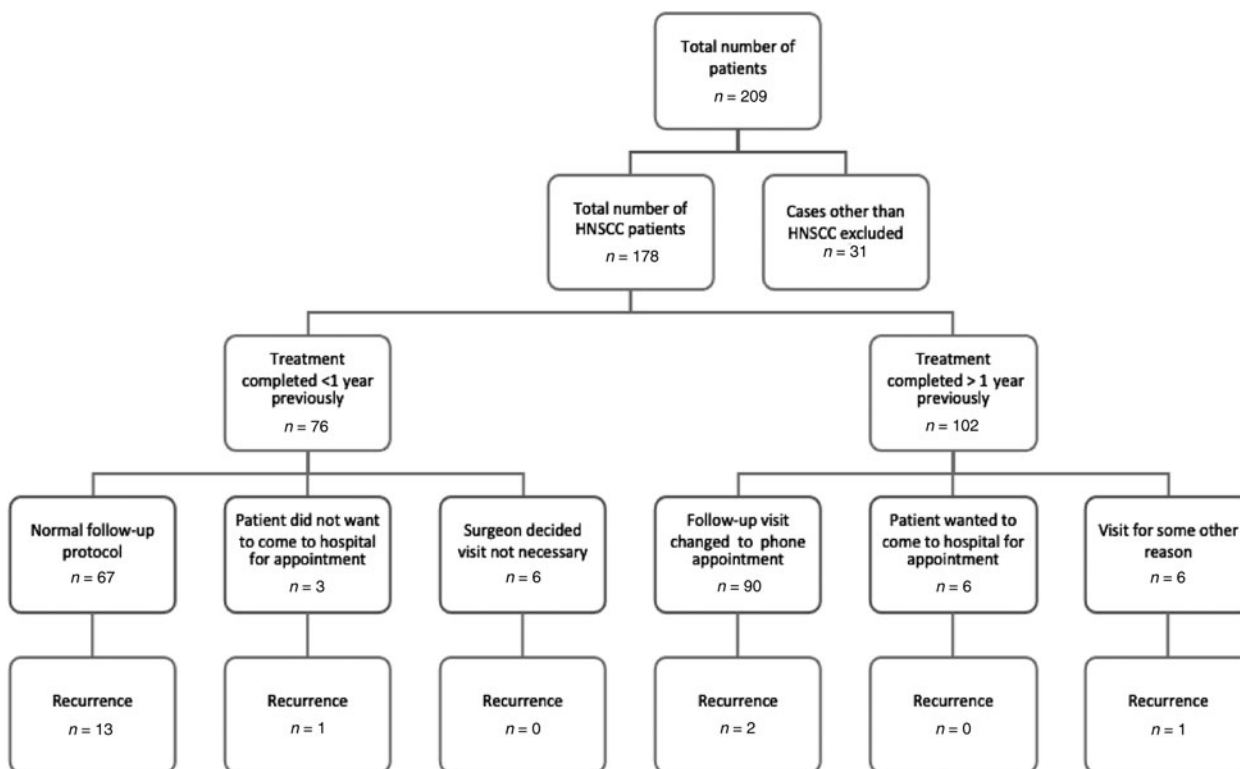 Total number of
patients
n = 209
Total number of
HNSCC patients
n = 178
Cases other than
HNSCC excluded
n = 31
Treatment
completed <1 year
previously
n = 76
Treatment
completed > 1 year
previously
n = 102
Normal follow-up
protocol
n = 67
Patient did not want
to come to hospital
for appointment
n = 3
Surgeon decided
visit not necessary
n = 6
Follow-up visit
changed to phone
appointment
n = 90
Patient wanted to
come to hospital for
appointment
n = 6
Visit for some other
reason
n = 6
Recurrence
n = 13
Recurrence
n = 1
Recurrence
n = 0
Recurrence
n = 2
Recurrence
n = 0
Recurrence
n = 1